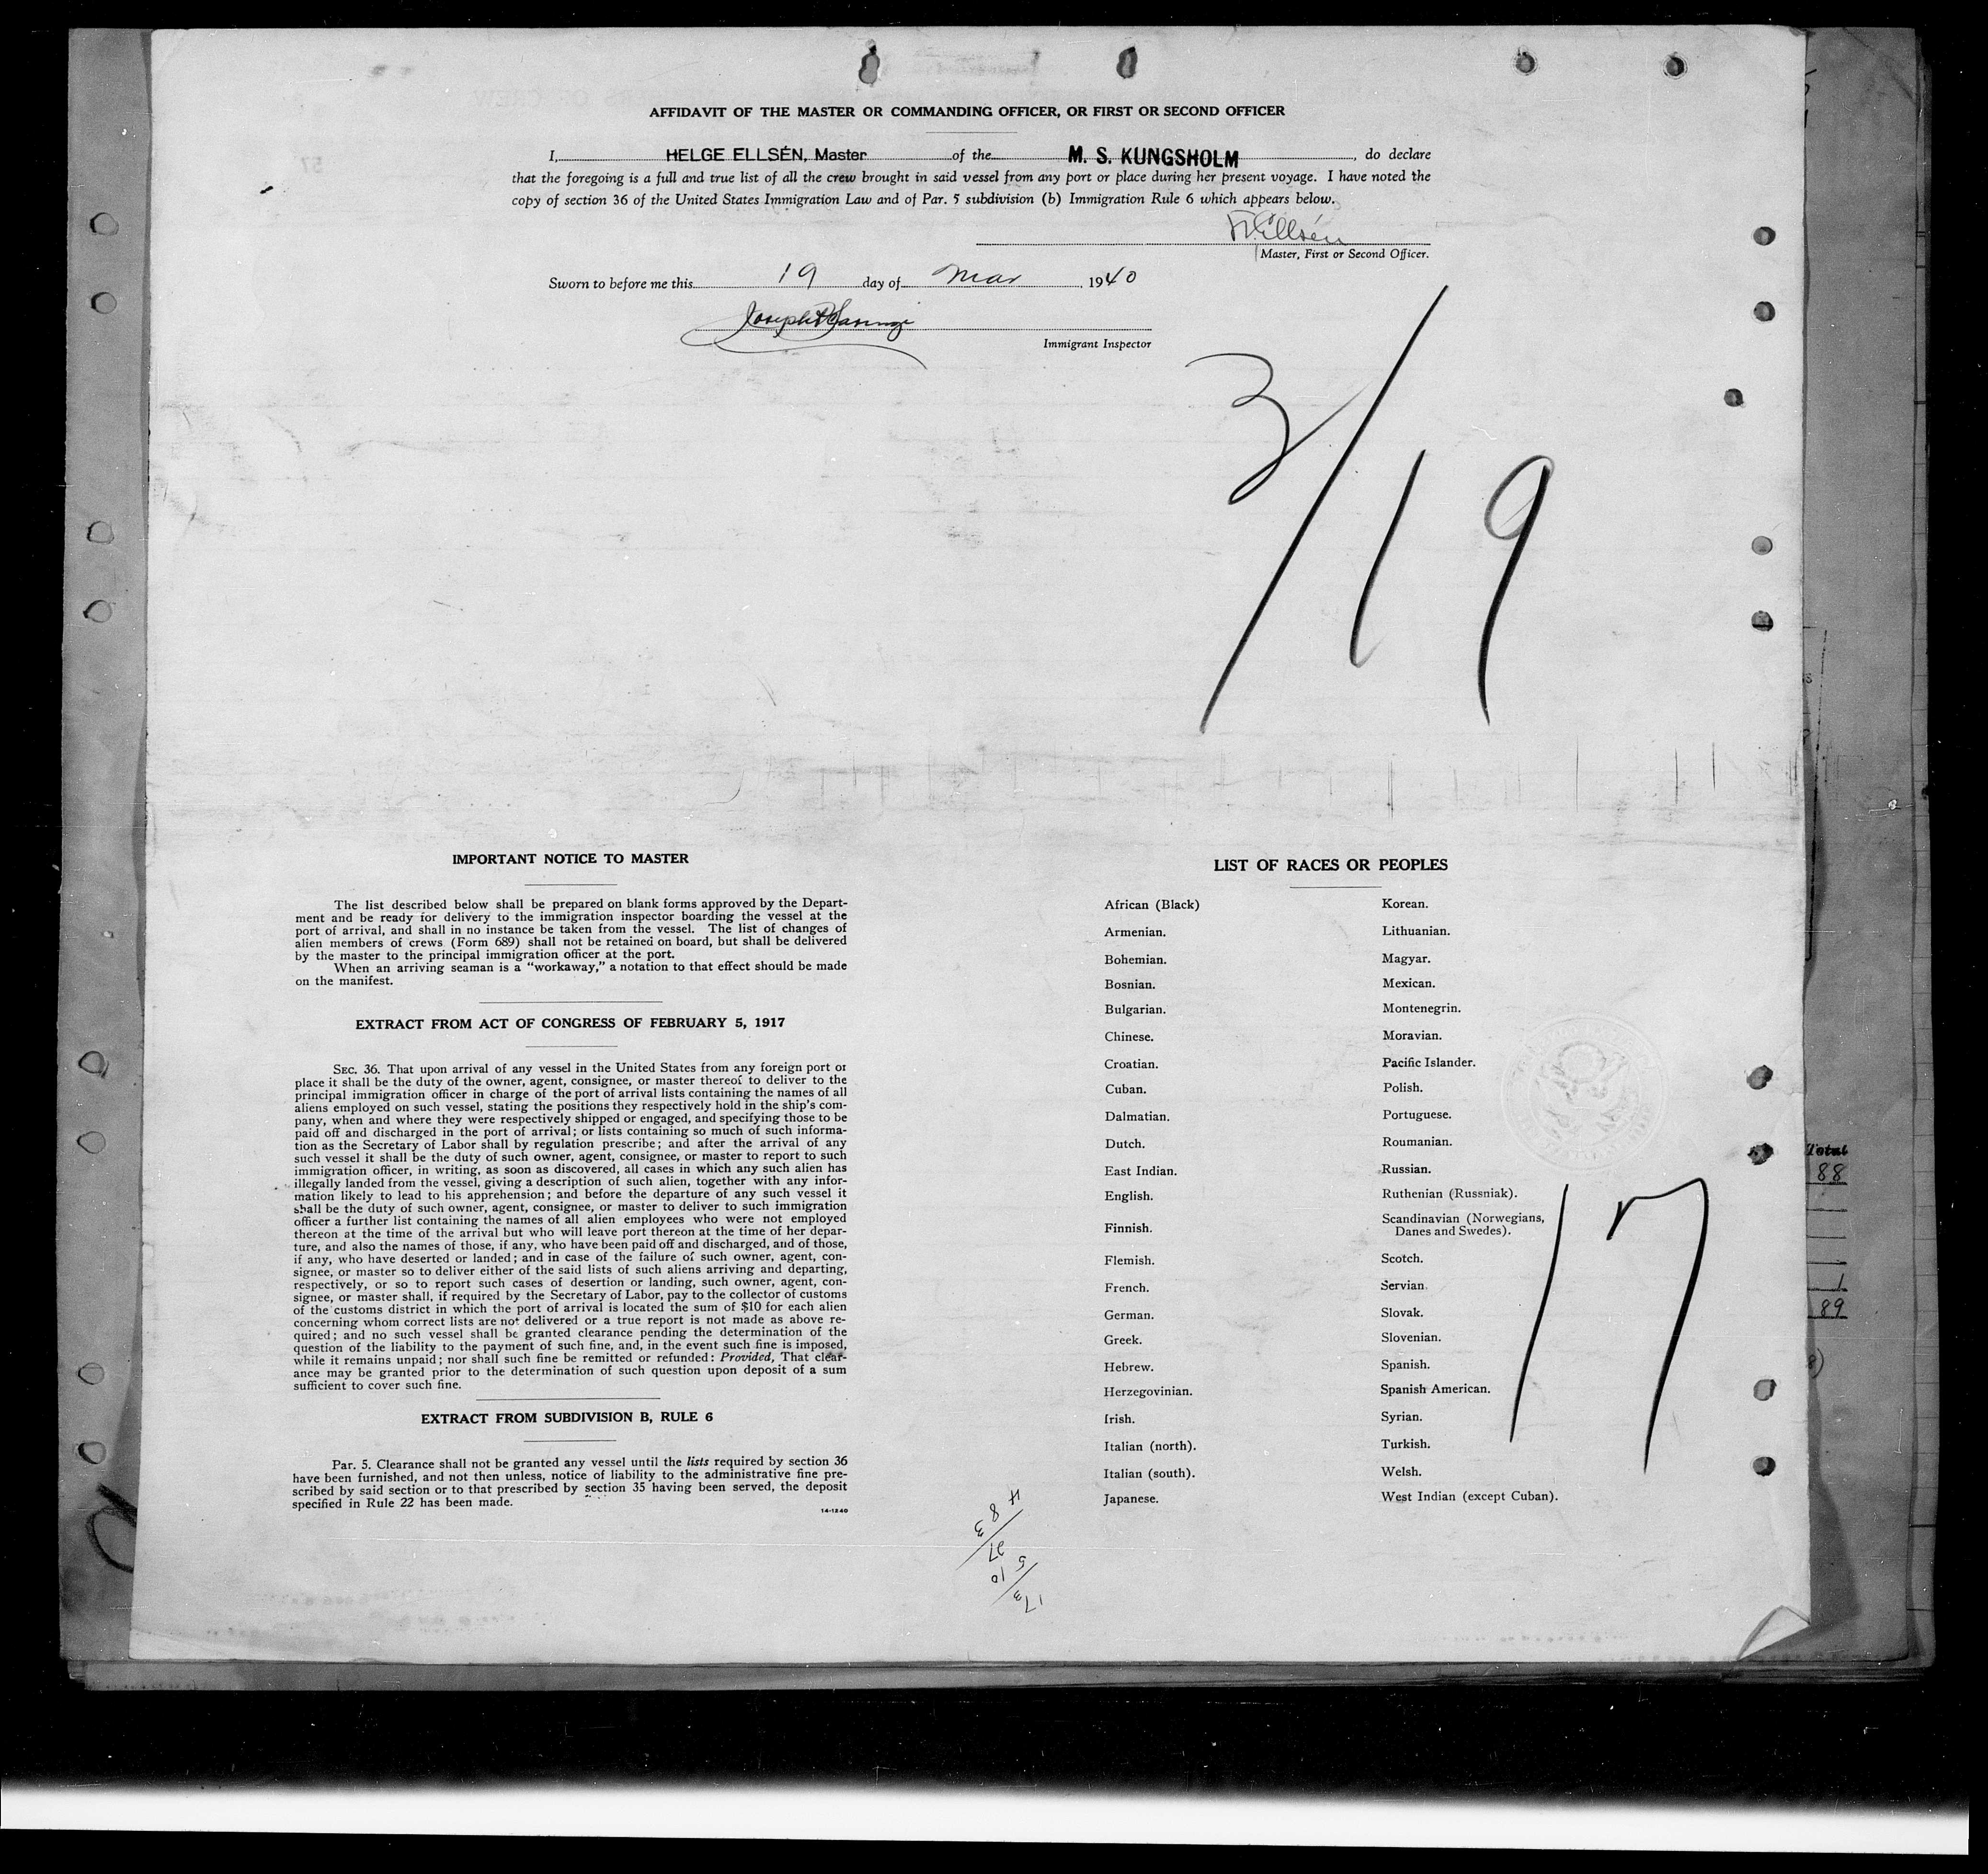 AFFIDAVIT OF THE MASTER OR COMMANDING OFFICER, OR FIRST OR SECOND OFFICER
I, HELGE ELLSÉN, Master of the M. S. KUNGSHOLM, do declare
that the foregoing is a full and true list of all the crew brought in said vessel from any port or place during her present voyage. I have noted the
copy of section 36 of the United States Immigration Law and of Par. 5 subdivision (b) Immigration Rule 6 which appears below.
Ellsén
Master, First or Second Officer.
Sworn to before me this 19 day of Mar, 1940
Joseph
Immigrant Inspector
3/19
IMPORTANT NOTICE TO MASTER
The list described below shall be prepared on blank forms approved by the Depart-
ment and be ready for delivery to the immigration inspector boarding the vessel at the
port of arrival, and shall in no instance be taken from the vessel. The list of changes of
alien members of crews (Form 689) shall not be retained on board, but shall be delivered
by the master to the principal immigration officer at the port.
When an arriving seaman is a "workaway," a notation to that effect should be made
on the manifest.
EXTRACT FROM ACT OF CONGRESS OF FEBRUARY 5, 1917
SEC. 36. That upon arrival of any vessel in the United States from any foreign port or
place it shall be the duty of the owner, agent, consignee, or master thereof to deliver to the
principal immigration officer in charge of the port of arrival lists containing the names of all
aliens employed on such vessel, stating the positions they respectively hold in the ship's com-
pany, when and where they were respectively shipped or engaged, and specifying those to be
paid off and discharged in the port of arrival; or lists containing so much of such informa-
tion as the Secretary of Labor shall by regulation prescribe; and after the arrival of any
such vessel it shall be the duty of such owner, agent, consignee, or master to report to such
immigration officer, in writing, as soon as discovered, all cases in which any such alien has
illegally landed from the vessel, giving a description of such alien, together with any infor-
mation likely to lead to his apprehension; and before the departure of any such vessel it
shall be the duty of such owner, agent, consignee, or master to deliver to such immigration
officer a further list containing the names of all alien employees who were not employed
thereon at the time of the arrival but who will leave port thereon at the time of her depar-
ture, and also the names of those, if any, who have been paid off and discharged, and of those,
if any, who have deserted or landed; and in case of the failure of such owner, agent, con-
signee, or master so to deliver either of the said lists of such aliens arriving and departing,
respectively, or so to report such cases of desertion or landing, such owner, agent, con-
signee, or master shall, if required by the Secretary of Labor, pay to the collector of customs
of the customs district in which the port of arrival is located the sum of $10 for each alien
concerning whom correct lists are not delivered or a true report is not made as above re-
quired; and no such vessel shall be granted clearance pending the determination of the
question of the liability to the payment of such fine, and, in the event such fine is imposed,
while it remains unpaid; nor shall such fine be remitted or refunded: Provided, That clear-
ance may be granted prior to the determination of such question upon deposit of a sum
sufficient to cover such fine.
EXTRACT FROM SUBDIVISION B, RULE 6
Par. 5. Clearance shall not be granted any vessel until the lists required by section 36
have been furnished, and not then unless, notice of liability to the administrative fine pre-
scribed by said section or to that prescribed by section 35 having been served, the deposit
specified in Rule 22 has been made.
14-1240
LIST OF RACES OR PEOPLES
African (Black)
Armenian.
Bohemian.
Bosnian.
Bulgarian.
Chinese.
Croatian.
Cuban.
Dalmatian.
Dutch.
East Indian.
English.
Finnish.
Flemish.
French.
German.
Greek.
Hebrew.
Herzegovinian.
Irish.
Italian (north).
Italian (south).
Japanese.
Korean.
Lithuanian.
Magyar.
Mexican.
Montenegrin.
Moravian.
Pacific Islander.
Polish.
Portuguese.
Roumanian.
Russian.
Ruthenian (Russniak).
Scandinavian (Norwegians,
Danes and Swedes).
Scotch.
Servian.
Slovak.
Slovenian.
Spanish.
Spanish American.
Syrian.
Turkish.
Welsh.
West Indian (except Cuban).
17
Total
88
1
89